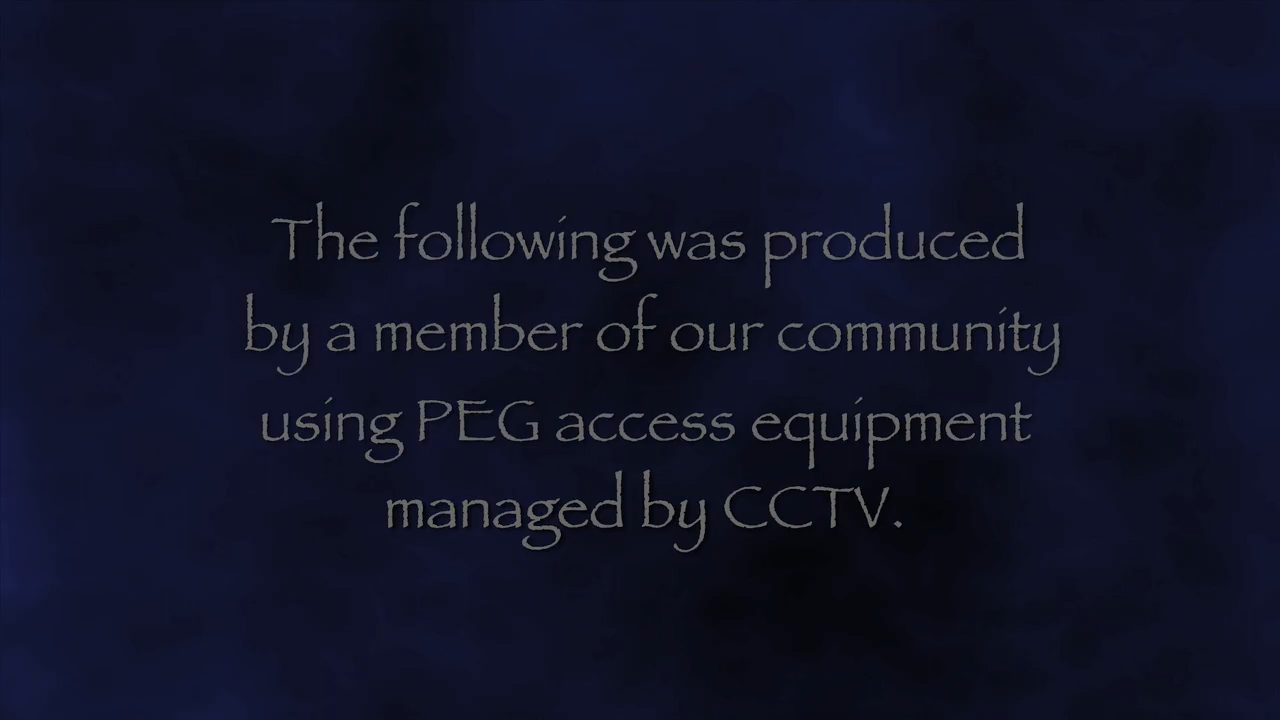 The following was produced
by a member of our community
using PEG access equipment
managed by CCTV.